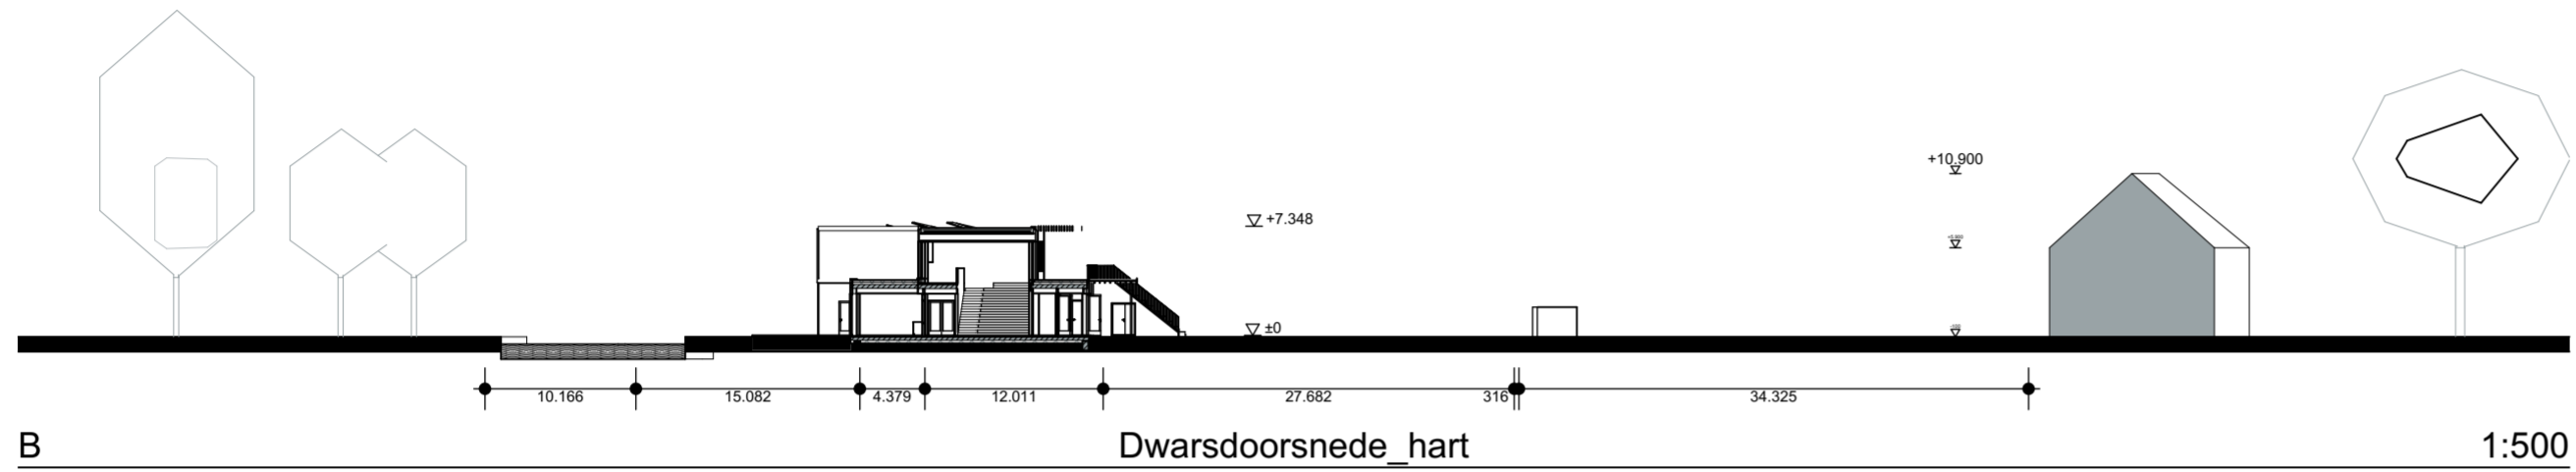 +10.900
+7.348
±0
10.166 15.082 4.379 12.011 27.682 316 34.325
B Dwarsdoorsnede_hart 1:500